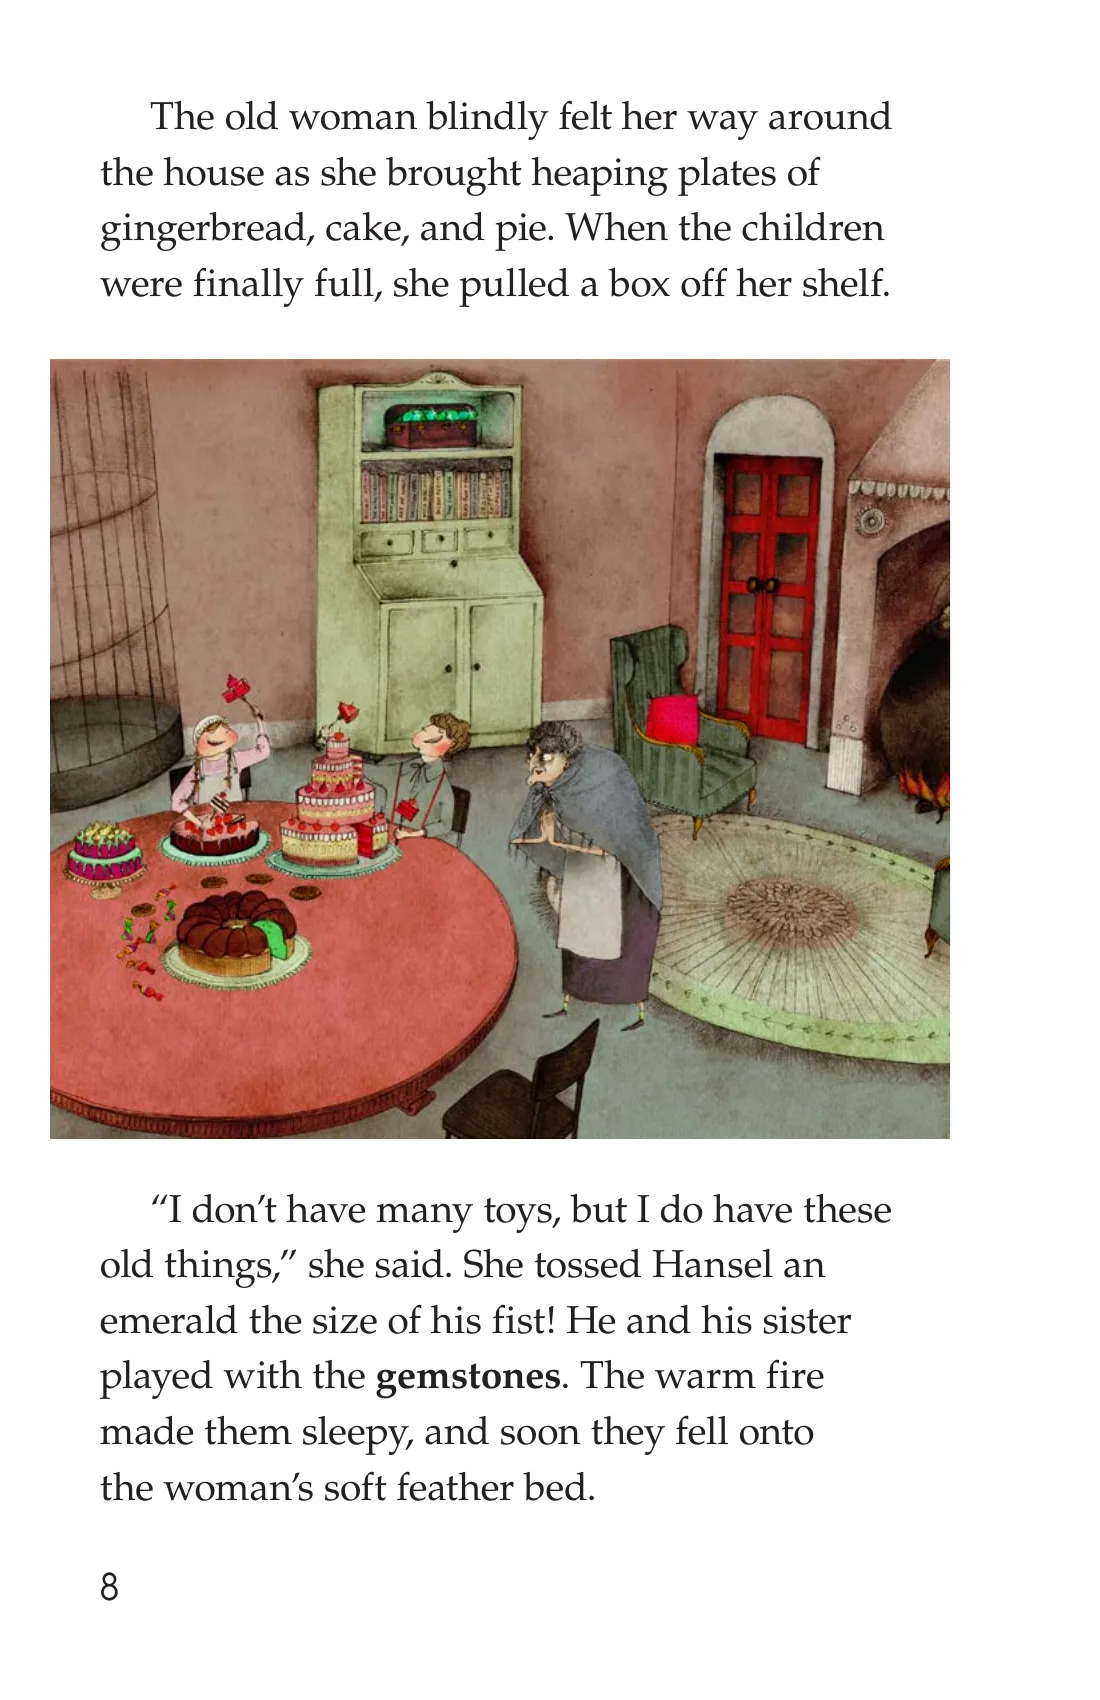 The old woman blindly felt her way around
the house as she brought heaping plates of
gingerbread, cake, and pie. When the children
were finally full, she pulled a box off her shelf.
“I don’t have many toys, but I do have these
old things,” she said. She tossed Hansel an
emerald the size of his fist! He and his sister
played with the gemstones. The warm fire
made them sleepy, and soon they fell onto
the woman’s soft feather bed.
8